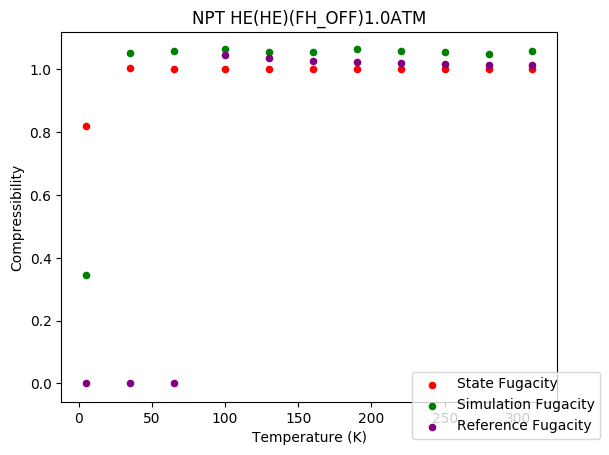 NPT HE(HE)(FH_OFF)1.0ATM
Compressibility
1.0
0.8
0.6
0.4
0.2
0.0
0 50 100 150 200 250 300
Temperature (K)
State Fugacity
Simulation Fugacity
Reference Fugacity